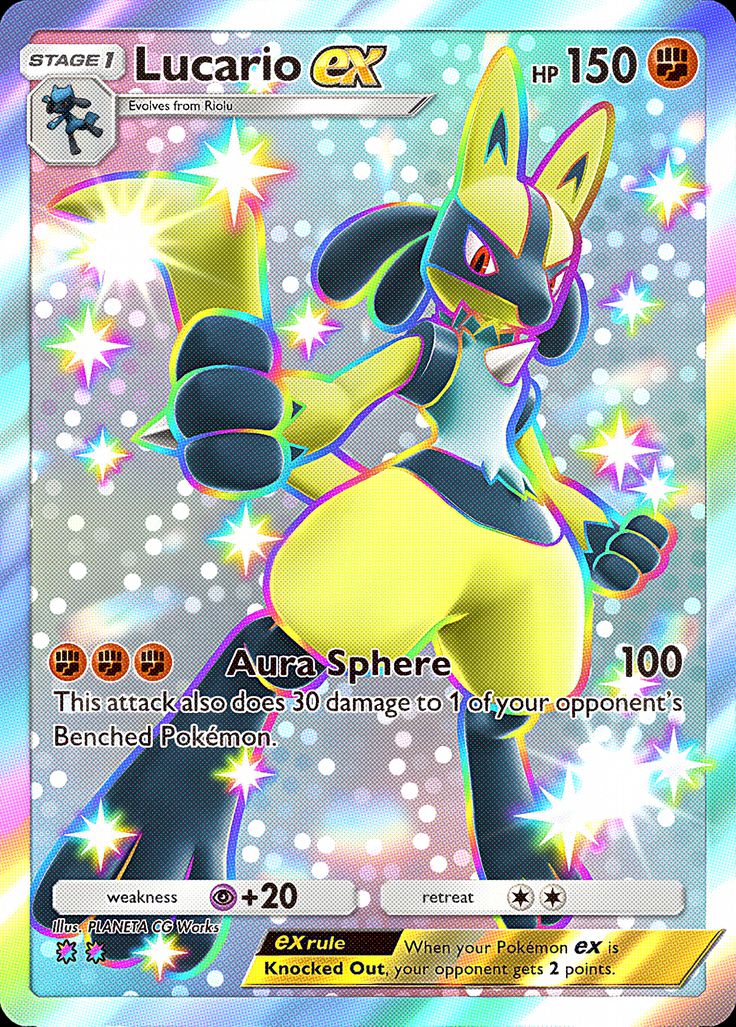 STAGE 1 Lucario ex HP 150
Evolves from Riolu
Aura Sphere 100
This attack also does 30 damage to 1 of your opponent's
Benched Pokémon.
weakness +20 retreat
Illus. PLANETA CG Works
ex rule When your Pokémon ex is
Knocked Out, your opponent gets 2 points.